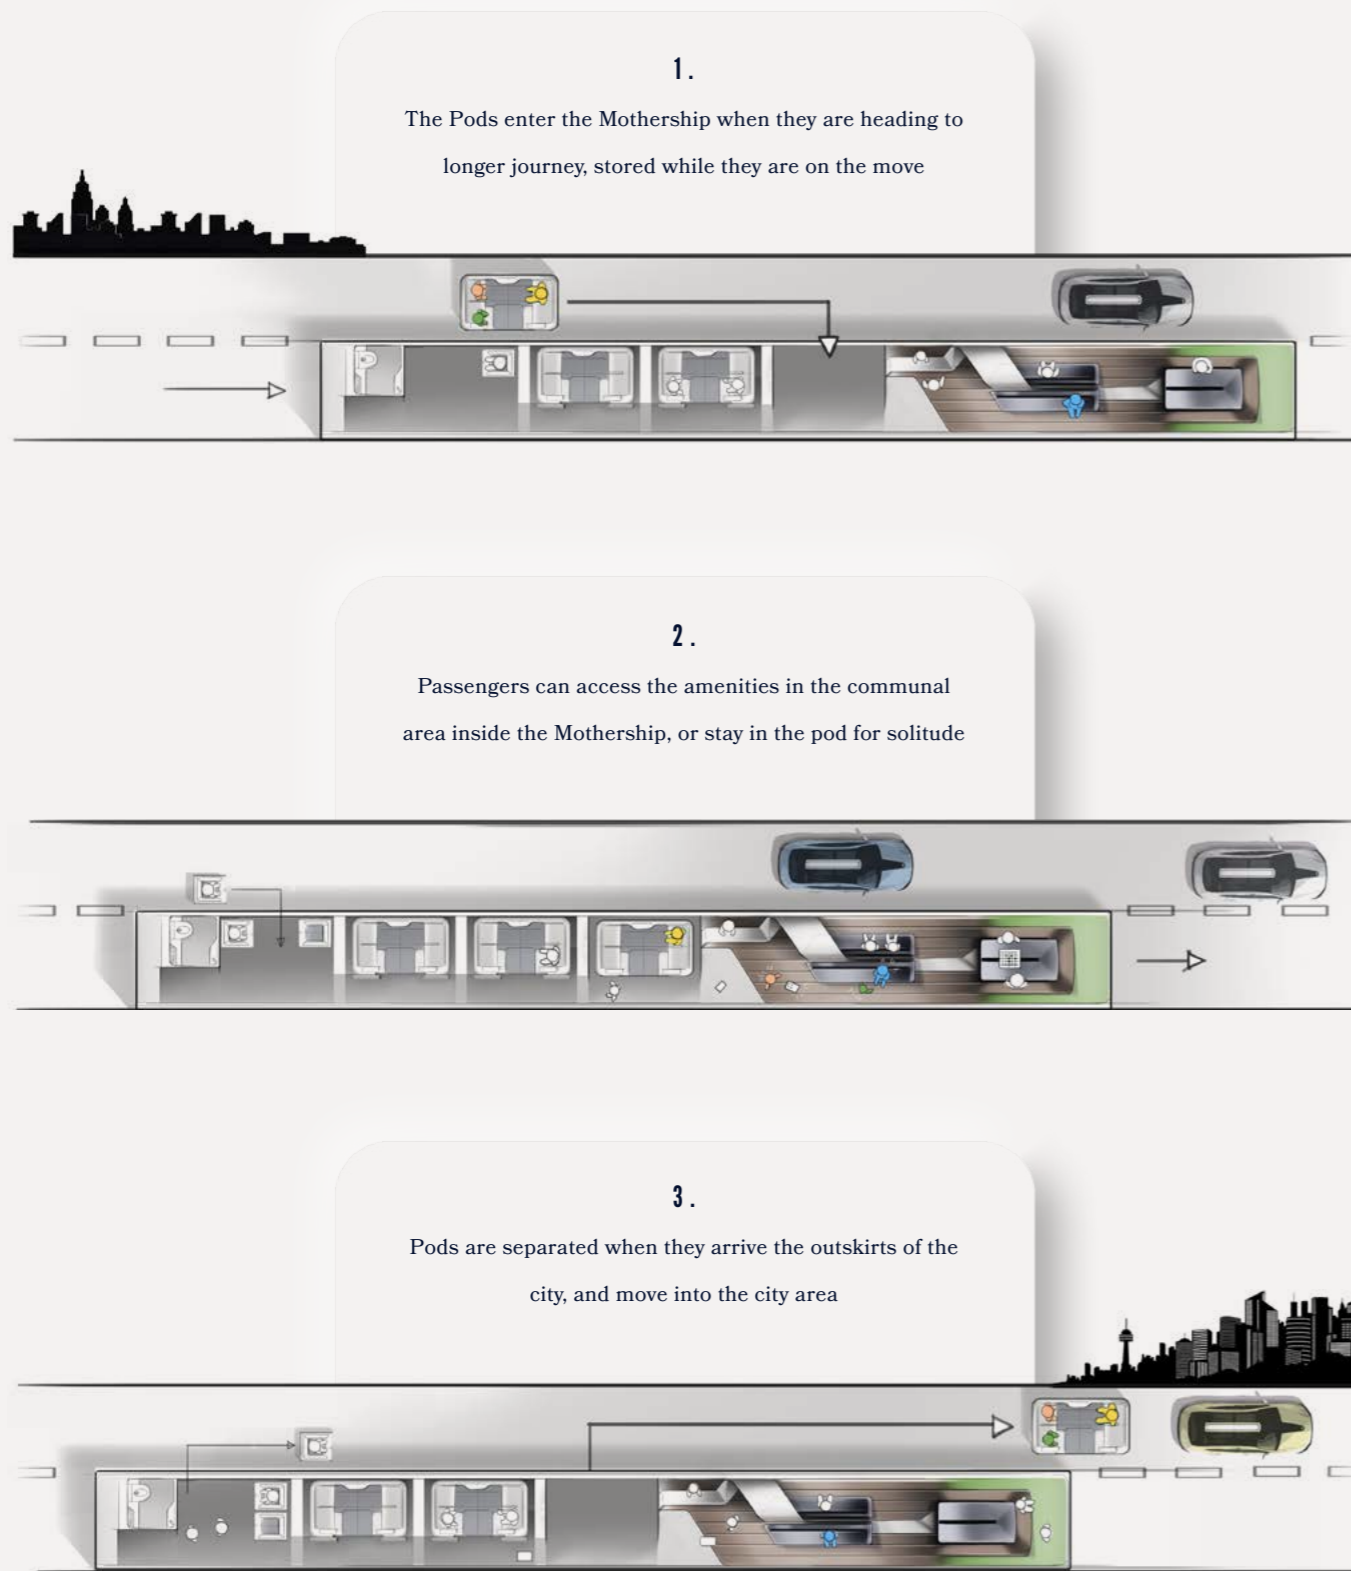 1.
The Pods enter the Mothership when they are heading to
longer journey, stored while they are on the move
2.
Passengers can access the amenities in the communal
area inside the Mothership, or stay in the pod for solitude
3.
Pods are separated when they arrive the outskirts of the
city, and move into the city area